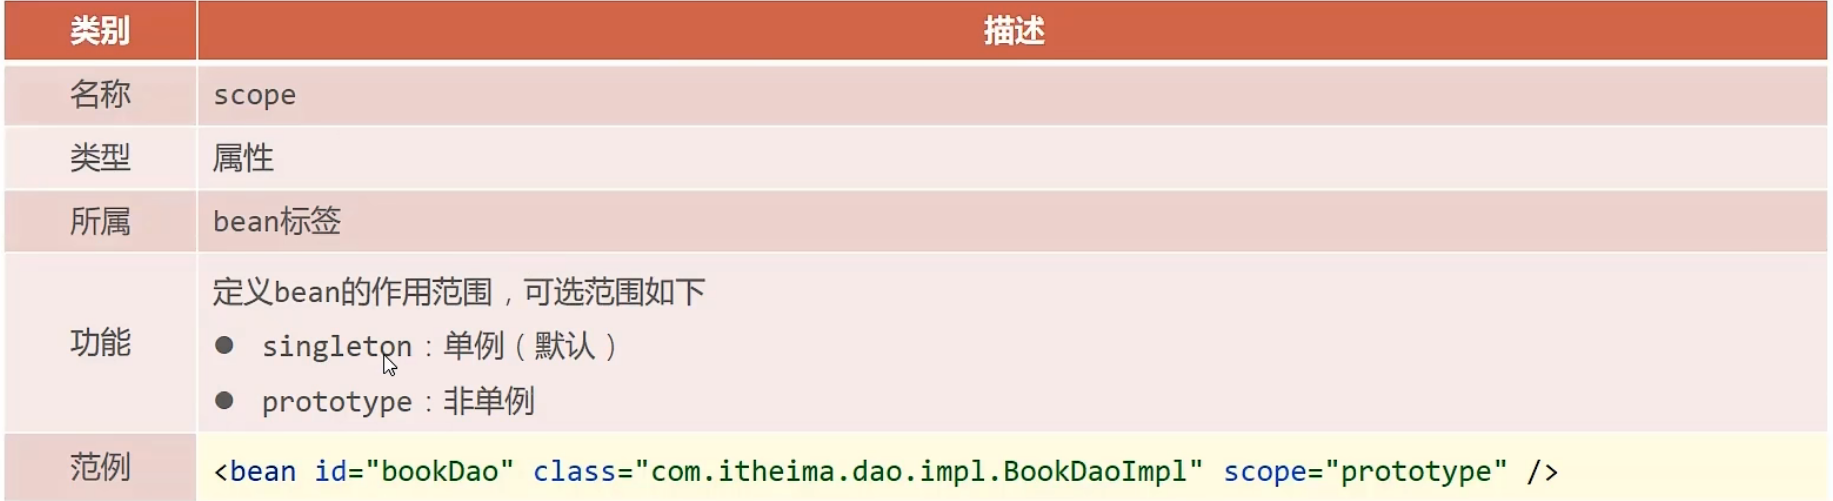 类别 描述
名称 scope
类型 属性
所属 bean标签
功能 定义bean的作用范围，可选范围如下
● singleton：单例（默认）
● prototype：非单例
范例 <bean id="bookDao" class="com.itheima.dao.impl.BookDaoImpl" scope="prototype" />